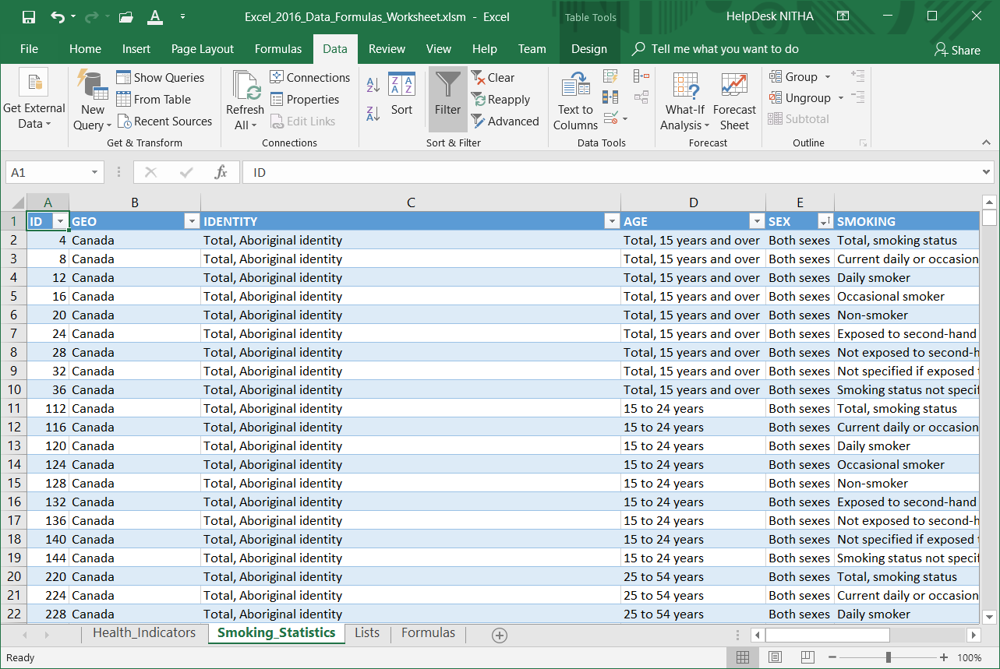 Excel_2016_Data_Formulas_Worksheet.xlsm - Excel
Table Tools
HelpDesk NITHA
File Home Insert Page Layout Formulas Data Review View Help Team Design Tell me what you want to do Share
Get External Data
New Query
Show Queries
From Table
Recent Sources
Get & Transform
Refresh All
Connections
Properties
Edit Links
Connections
Sort
Filter
Clear
Reapply
Advanced
Sort & Filter
Text to Columns
Data Tools
What-If Analysis
Forecast Sheet
Forecast
Group
Ungroup
Subtotal
Outline
A1 fx ID
A B C D E
1 ID GEO IDENTITY AGE SEX SMOKING
2 4 Canada Total, Aboriginal identity Total, 15 years and over Both sexes Total, smoking status
3 8 Canada Total, Aboriginal identity Total, 15 years and over Both sexes Current daily or occasion
4 12 Canada Total, Aboriginal identity Total, 15 years and over Both sexes Daily smoker
5 16 Canada Total, Aboriginal identity Total, 15 years and over Both sexes Occasional smoker
6 20 Canada Total, Aboriginal identity Total, 15 years and over Both sexes Non-smoker
7 24 Canada Total, Aboriginal identity Total, 15 years and over Both sexes Exposed to second-hand
8 28 Canada Total, Aboriginal identity Total, 15 years and over Both sexes Not exposed to second-h
9 32 Canada Total, Aboriginal identity Total, 15 years and over Both sexes Not specified if exposed t
10 36 Canada Total, Aboriginal identity Total, 15 years and over Both sexes Smoking status not specif
11 112 Canada Total, Aboriginal identity 15 to 24 years Both sexes Total, smoking status
12 116 Canada Total, Aboriginal identity 15 to 24 years Both sexes Current daily or occasion
13 120 Canada Total, Aboriginal identity 15 to 24 years Both sexes Daily smoker
14 124 Canada Total, Aboriginal identity 15 to 24 years Both sexes Occasional smoker
15 128 Canada Total, Aboriginal identity 15 to 24 years Both sexes Non-smoker
16 132 Canada Total, Aboriginal identity 15 to 24 years Both sexes Exposed to second-hand
17 136 Canada Total, Aboriginal identity 15 to 24 years Both sexes Not exposed to second-h
18 140 Canada Total, Aboriginal identity 15 to 24 years Both sexes Not specified if exposed t
19 144 Canada Total, Aboriginal identity 15 to 24 years Both sexes Smoking status not specif
20 220 Canada Total, Aboriginal identity 25 to 54 years Both sexes Total, smoking status
21 224 Canada Total, Aboriginal identity 25 to 54 years Both sexes Current daily or occasion
22 228 Canada Total, Aboriginal identity 25 to 54 years Both sexes Daily smoker
Health_Indicators Smoking_Statistics Lists Formulas
Ready 100%